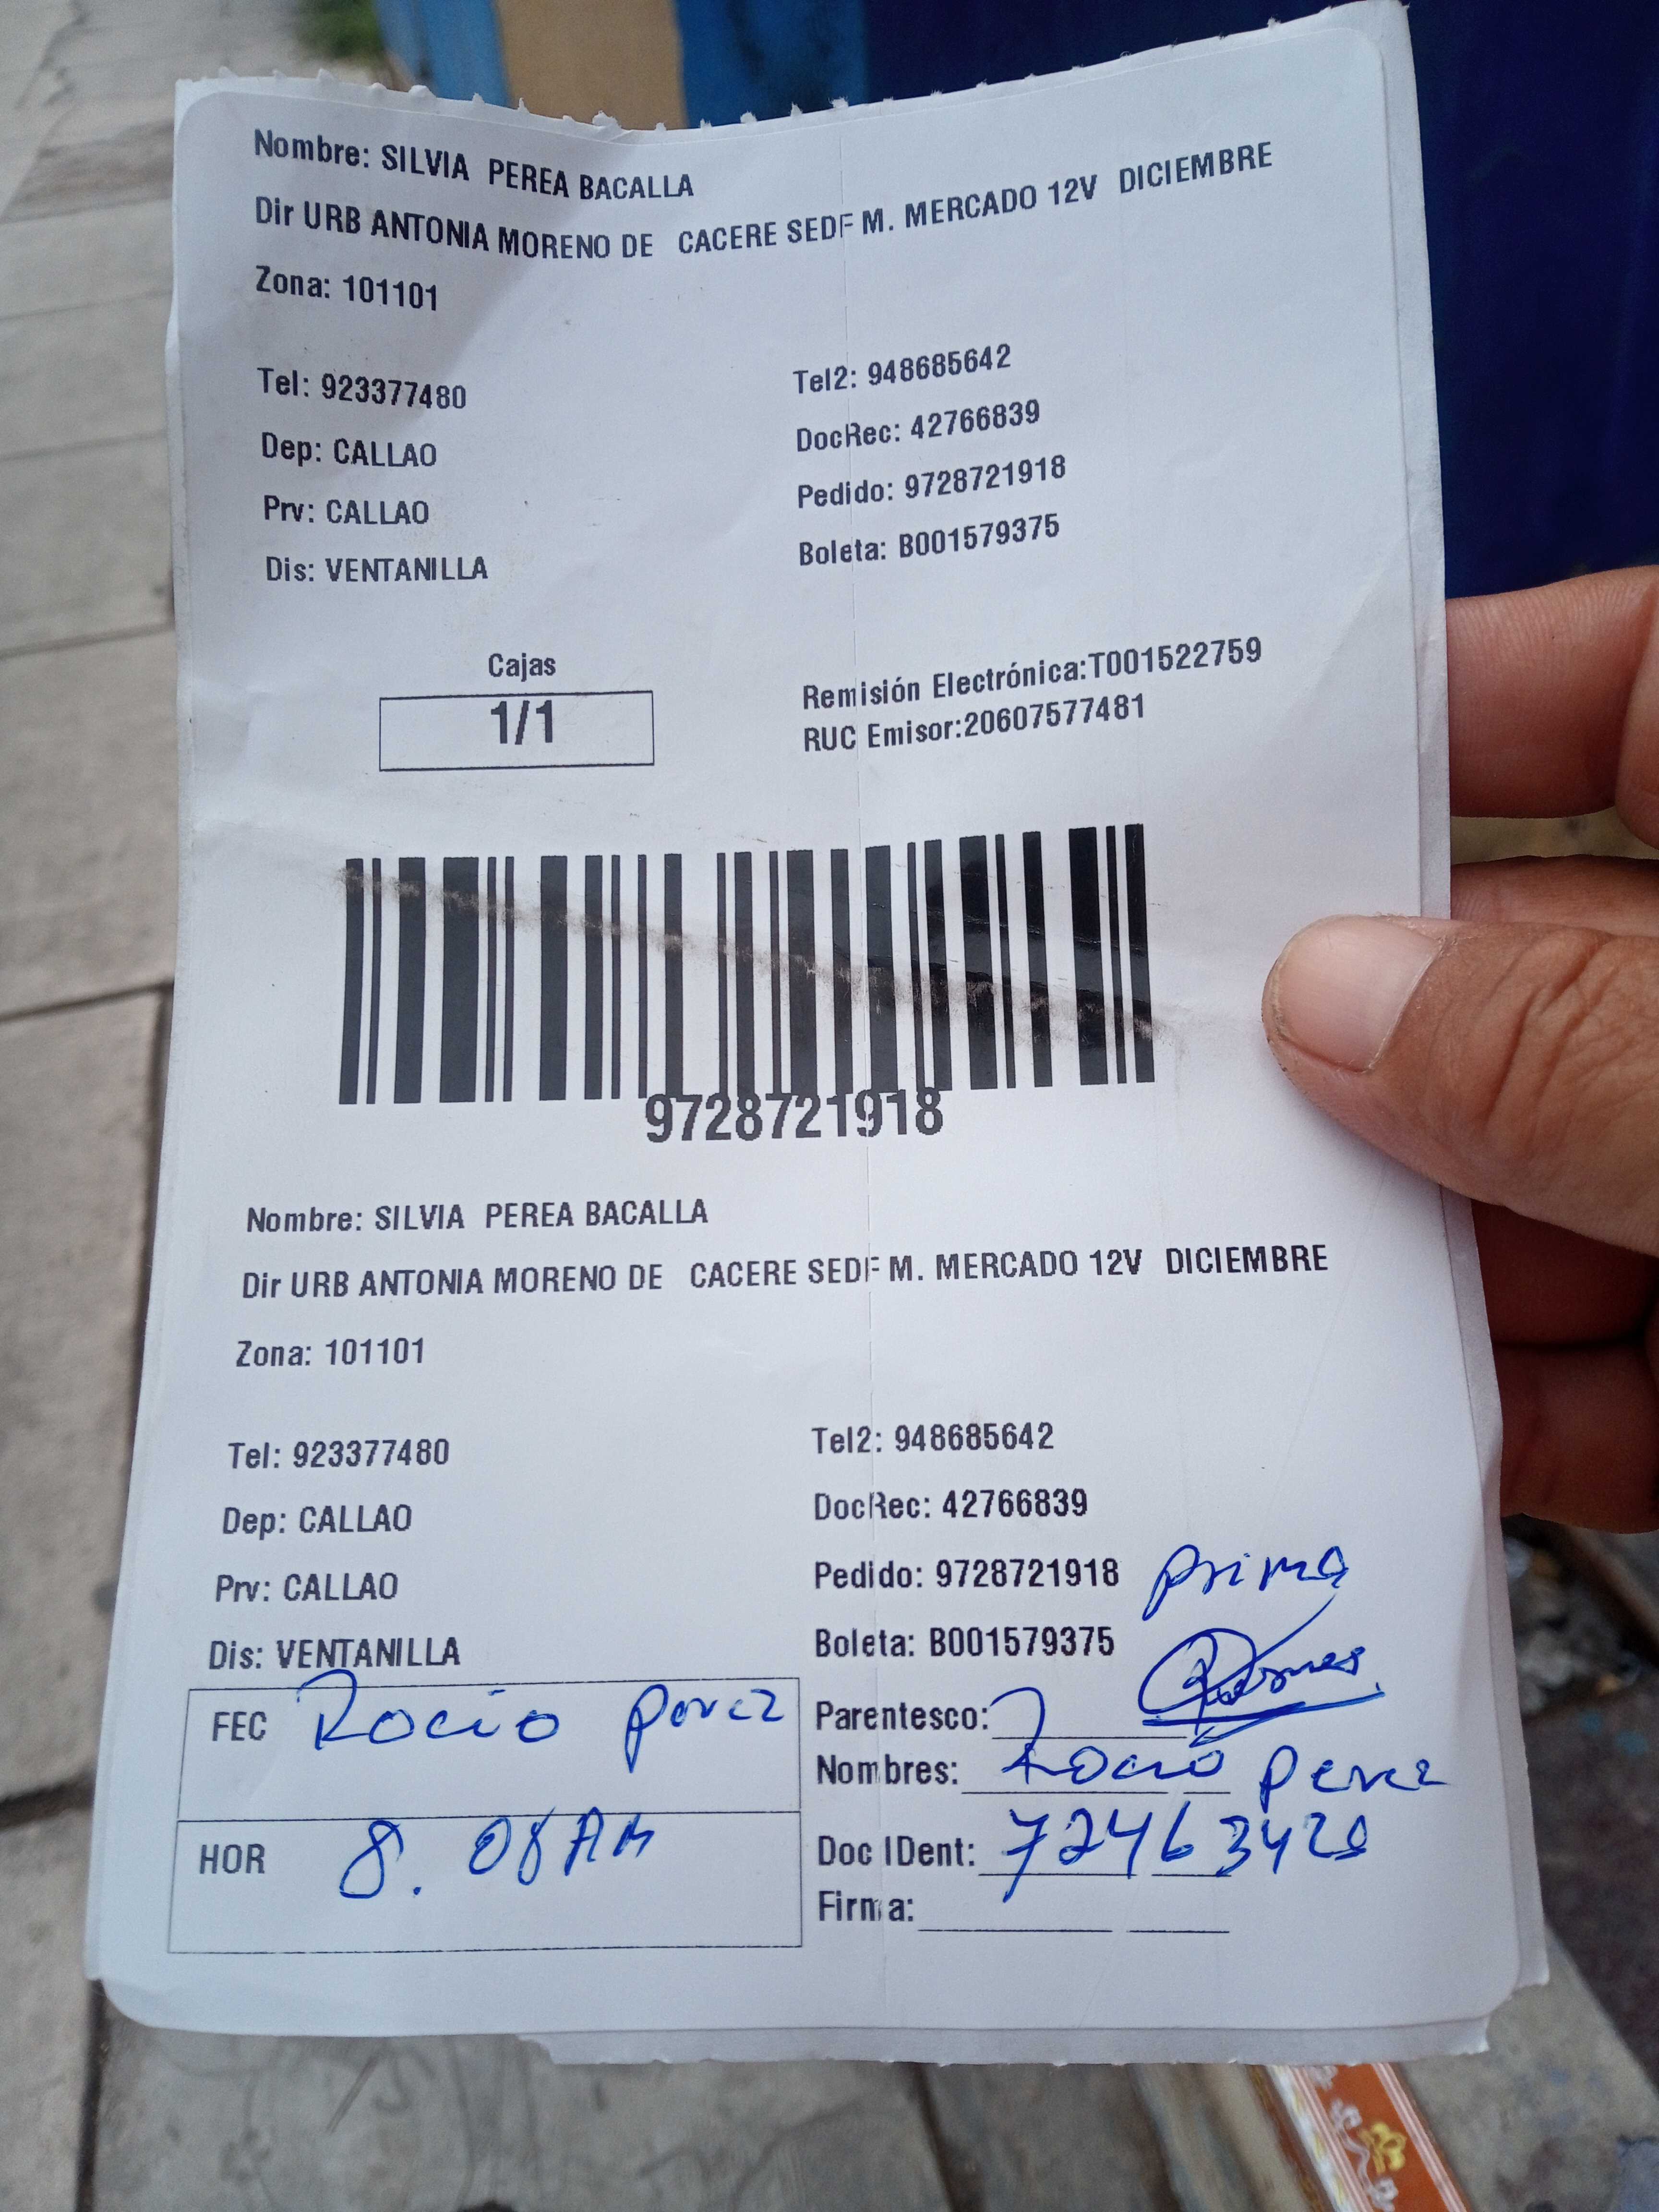 Nombre: SILVIA PEREA BACALLA
Dir URB ANTONIA MORENO DE CACERE SEDF M. MERCADO 12V DICIEMBRE
Zona: 101101
Tel: 923377480 Tel2: 948685642
Dep: CALLAO DocRec: 42766839
Prv: CALLAO Pedido: 9728721918
Dis: VENTANILLA Boleta: B001579375
Cajas
1/1
Remisión Electrónica:T001522759
RUC Emisor:20607577481
9728721918
Nombre: SILVIA PEREA BACALLA
Dir URB ANTONIA MORENO DE CACERE SEDF M. MERCADO 12V DICIEMBRE
Zona: 101101
Tel: 923377480 Tel2: 948685642
Dep: CALLAO DocRec: 42766839
Prv: CALLAO Pedido: 9728721918 prima
Dis: VENTANILLA Boleta: B001579375
FEC Rocio perez Parentesco:
Nombres: Rocio perez
HOR 8.08 AM Doc IDent:
Firma: